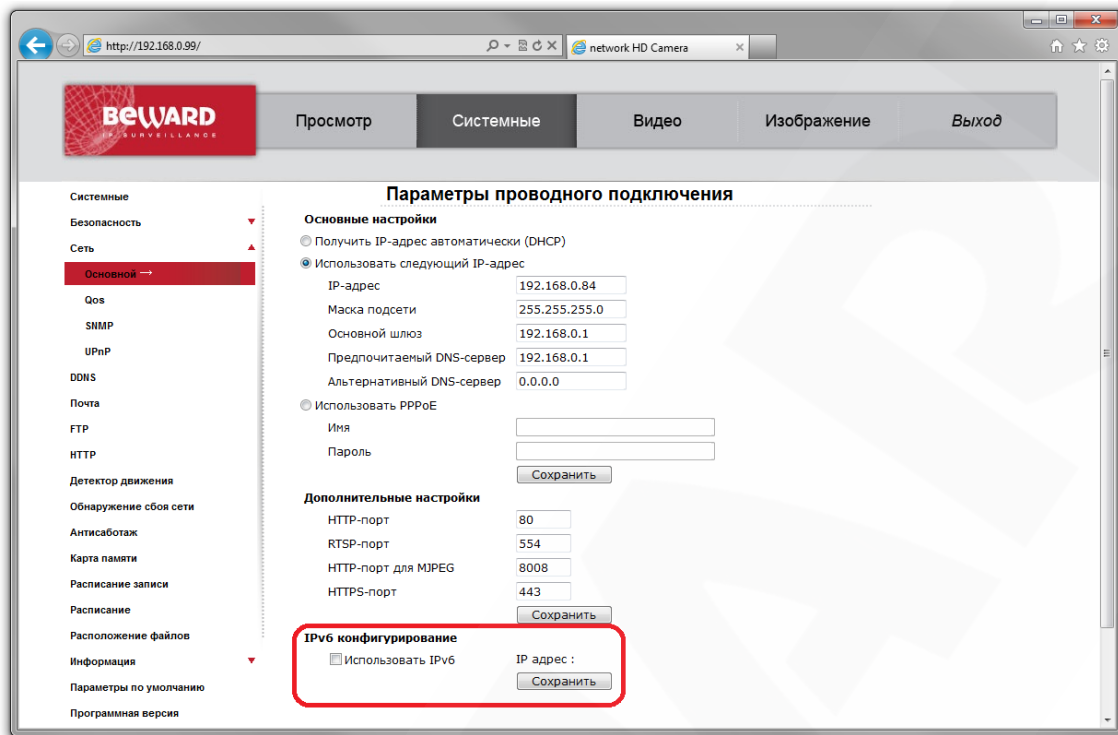 http://192.168.0.99/
network HD Camera
BEWARD
IP SURVEILLANCE
Просмотр
Системные
Видео
Изображение
Выход
Системные
Безопасность
Сеть
Основной →
Qos
SNMP
UPnP
DDNS
Почта
FTP
HTTP
Детектор движения
Обнаружение сбоя сети
Антисаботаж
Карта памяти
Расписание записи
Расписание
Расположение файлов
Информация
Параметры по умолчанию
Программная версия
Параметры проводного подключения
Основные настройки
Получить IP-адрес автоматически (DHCP)
Использовать следующий IP-адрес
IP-адрес 192.168.0.84
Маска подсети 255.255.255.0
Основной шлюз 192.168.0.1
Предпочитаемый DNS-сервер 192.168.0.1
Альтернативный DNS-сервер 0.0.0.0
Использовать PPPoE
Имя
Пароль
Сохранить
Дополнительные настройки
HTTP-порт 80
RTSP-порт 554
HTTP-порт для MJPEG 8008
HTTPS-порт 443
Сохранить
IPv6 конфигурирование
Использовать IPv6 IP адрес :
Сохранить